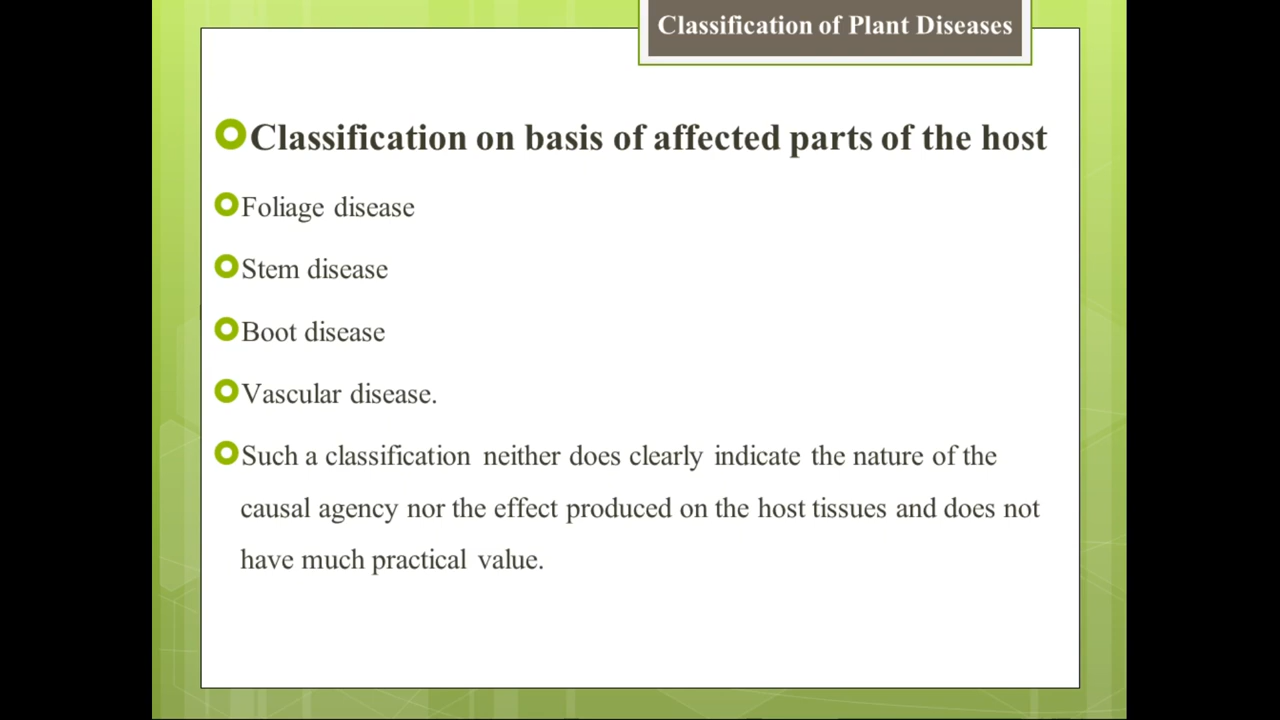 Classification of Plant Diseases
Classification on basis of affected parts of the host
Foliage disease
Stem disease
Boot disease
Vascular disease.
Such a classification neither does clearly indicate the nature of the
causal agency nor the effect produced on the host tissues and does not
have much practical value.